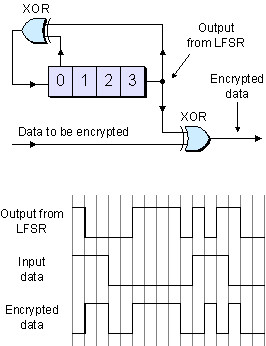 XOR
Output
from LFSR
0 1 2 3
Encrypted
data
XOR
Data to be encrypted
Output from
LFSR
Input
data
Encrypted
data